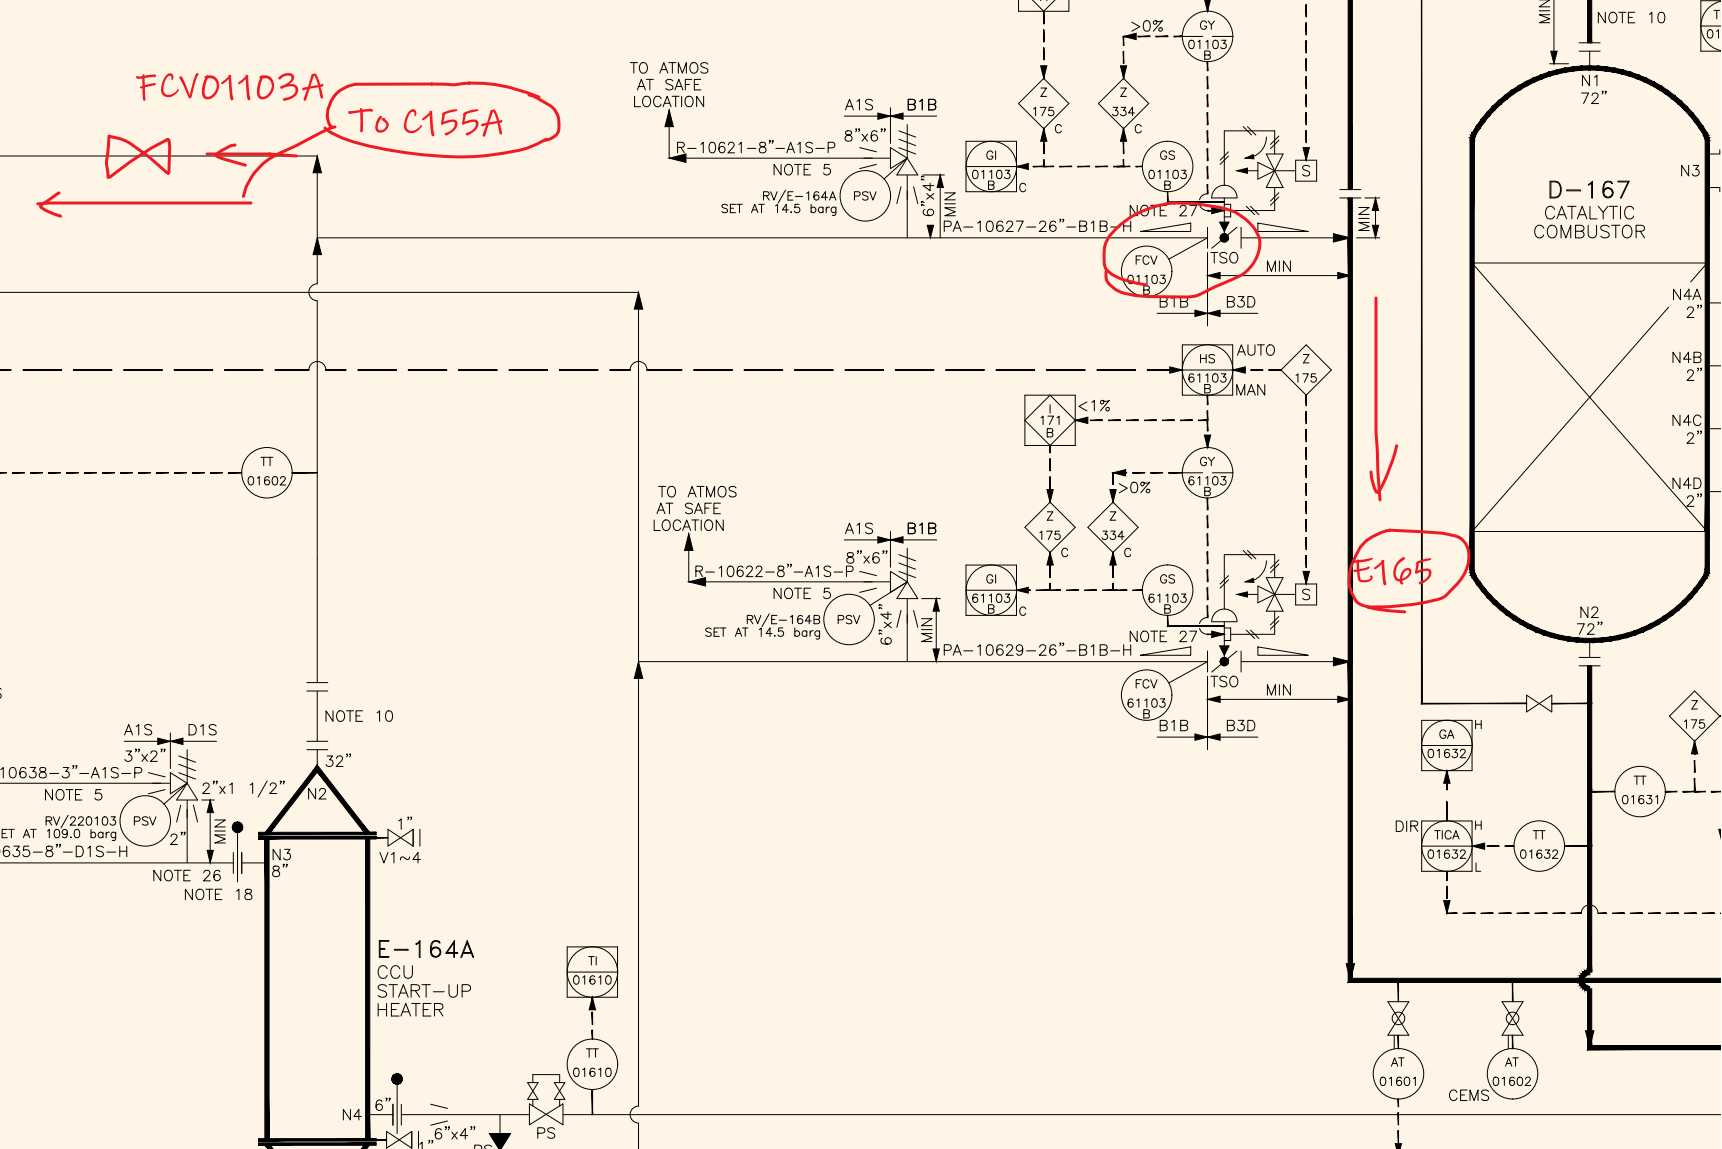 FCV01103A
To C155A
TO ATMOS
AT SAFE
LOCATION
A1S
B1B
8"x6"
R-10621-8"-A1S-P
NOTE 5
RV/E-164A
SET AT 14.5 barg
PSV
6"x4"
MIN
PA-10627-26"-B1B-H
Z
175
C
>0%
Z
334
C
GY
01103
B
GI
01103
B
C
GS
01103
B
S
NOTE 27
FCV
01103
B
TSO
MIN
B1B
B3D
MIN
MIN
NOTE 10
N1
72"
N3
D-167
CATALYTIC
COMBUSTOR
N4A
2"
N4B
2"
N4C
2"
N4D
2"
N2
72"
HS
61103
B
AUTO
MAN
Z
175
I
171
B
<1%
GY
61103
B
>0%
Z
175
C
Z
334
C
GI
61103
B
C
GS
61103
B
S
E165
TT
01602
TO ATMOS
AT SAFE
LOCATION
A1S
B1B
8"x6"
R-10622-8"-A1S-P
NOTE 5
RV/E-164B
SET AT 14.5 barg
PSV
6"x4"
MIN
PA-10629-26"-B1B-H
NOTE 27
FCV
61103
B
TSO
MIN
B1B
B3D
NOTE 10
32"
N2
A1S
D1S
3"x2"
10638-3"-A1S-P
NOTE 5
2"x1 1/2"
RV/220103
ET AT 109.0 barg
PSV
2"
MIN
0635-8"-D1S-H
NOTE 26
NOTE 18
N3
8"
1"
V1~4
E-164A
CCU
START-UP
HEATER
TI
01610
TT
01610
N4
6"
6"x4"
1"
PS
GA
01632
H
DIR
TICA
01632
H
L
TT
01632
TT
01631
Z
175
AT
01601
AT
01602
CEMS